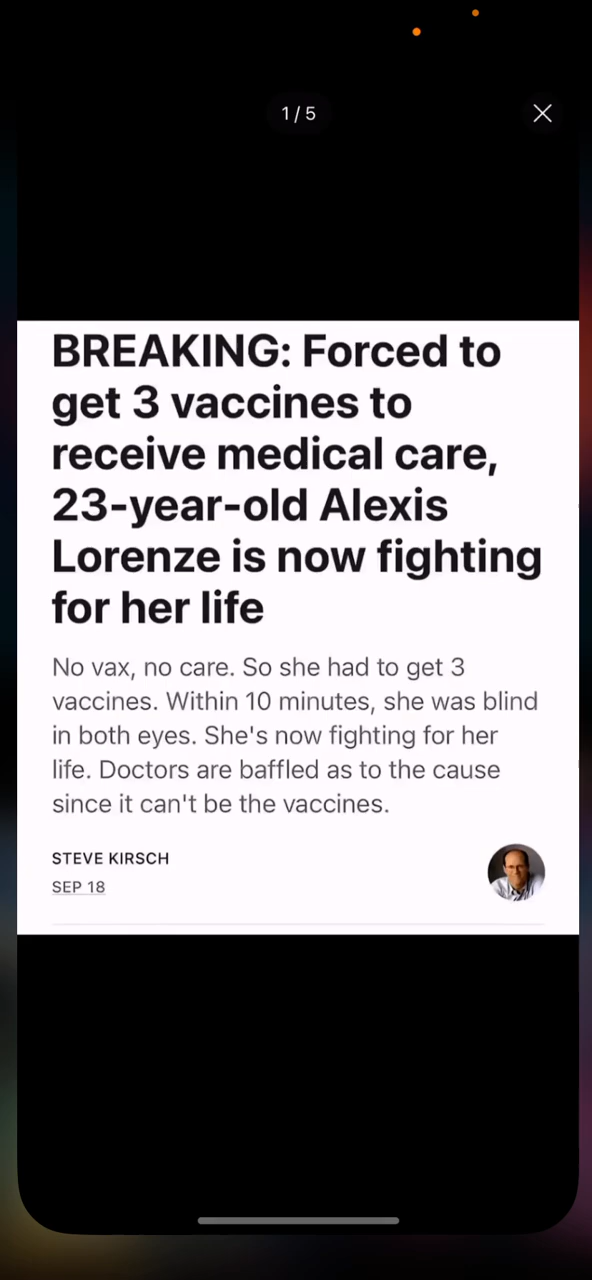 1 / 5
BREAKING: Forced to
get 3 vaccines to
receive medical care,
23-year-old Alexis
Lorenze is now fighting
for her life
No vax, no care. So she had to get 3
vaccines. Within 10 minutes, she was blind
in both eyes. She's now fighting for her
life. Doctors are baffled as to the cause
since it can't be the vaccines.
STEVE KIRSCH
SEP 18